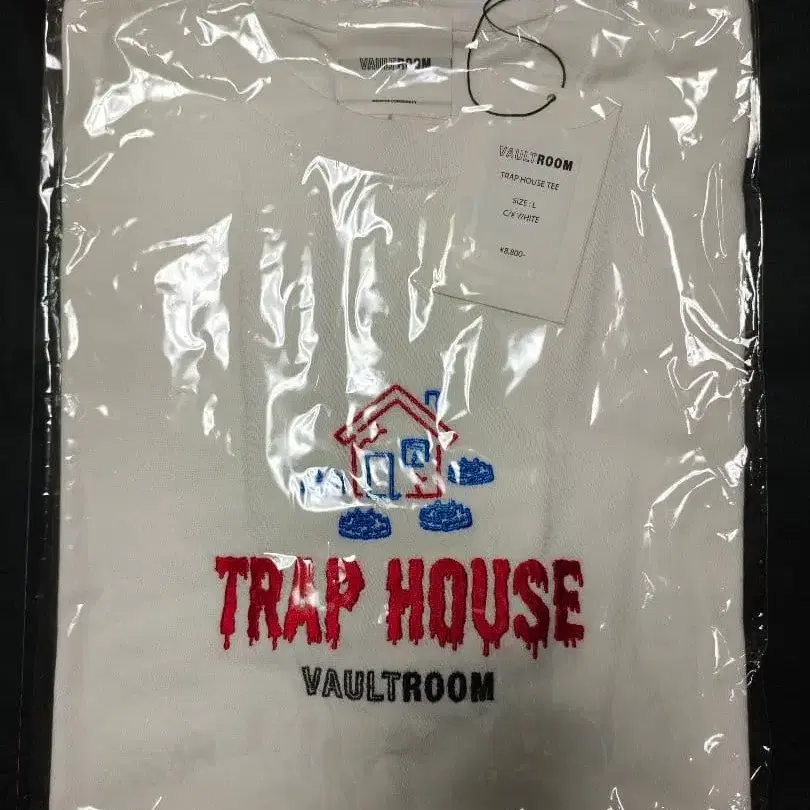 VAULTROOM
VAULTROOM
TRAP HOUSE TEE
SIZE : L
C/# WHITE
¥8,800-
TRAP HOUSE
VAULTROOM